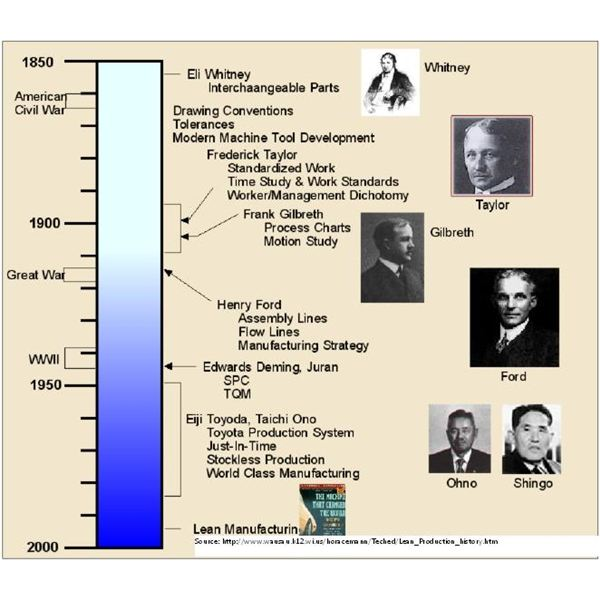 1850
Eli Whitney
Interchaangeable Parts
Whitney
American
Civil War
Drawing Conventions
Tolerances
Modern Machine Tool Development
Frederick Taylor
Standardized Work
Time Study & Work Standards
Worker/Management Dichotomy
Taylor
1900
Frank Gilbreth
Process Charts
Motion Study
Gilbreth
Great War
Henry Ford
Assembly Lines
Flow Lines
Manufacturing Strategy
Ford
WWII
Edwards Deming, Juran
SPC
TQM
1950
Eiji Toyoda, Taichi Ono
Toyota Production System
Just-In-Time
Stockless Production
World Class Manufacturing
Ohno
Shingo
THE MACHINE
THAT CHANGED
THE WORLD
Lean Manufacturin
Source: http://www.wausau.k12.wi.us/horacemann/Teched/Lean_Production_history.htm
2000